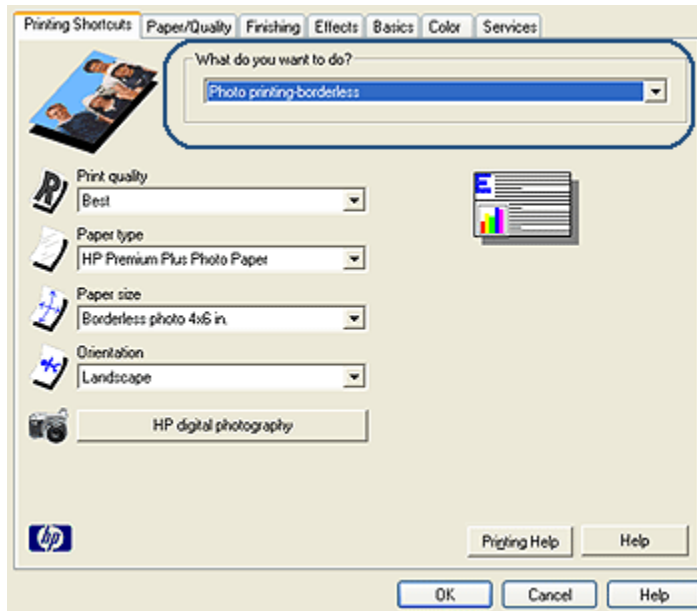 Printing Shortcuts Paper/Quality Finishing Effects Basics Color Services
What do you want to do?
Photo printing-borderless
Print quality
Best
Paper type
HP Premium Plus Photo Paper
Paper size
Borderless photo 4x6 in.
Orientation
Landscape
HP digital photography
E
hp
Printing Help Help
OK Cancel Help